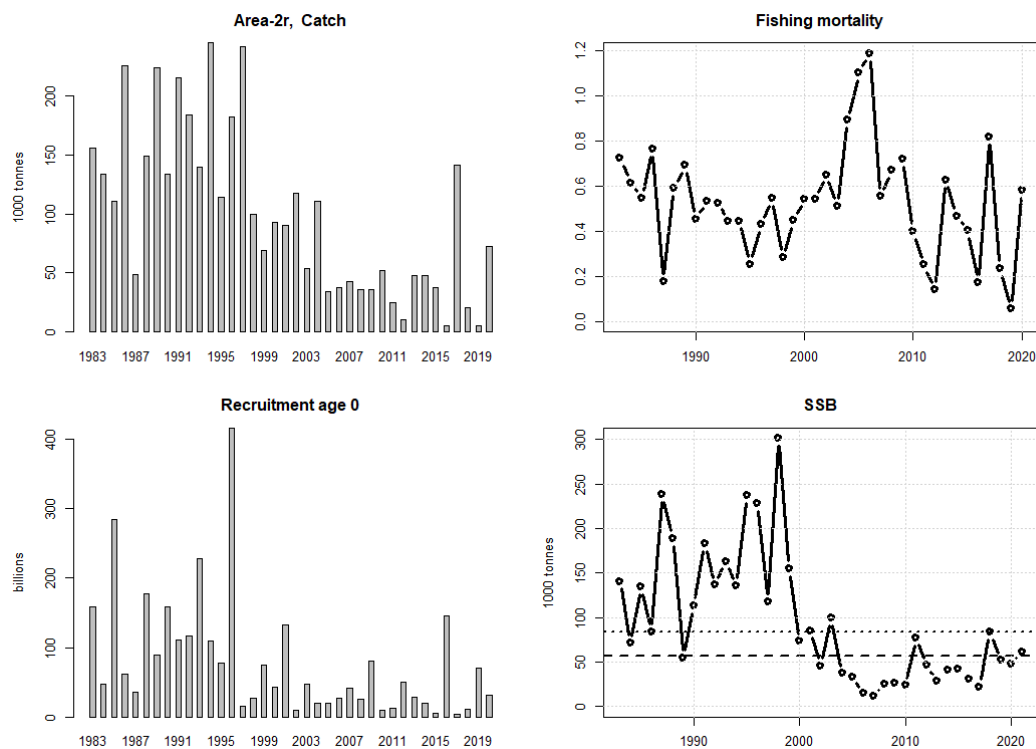 Area-2r, Catch
1000 tonnes
0
50
100
150
200
1983 1987 1991 1995 1999 2003 2007 2011 2015 2019
Fishing mortality
0.0
0.2
0.4
0.6
0.8
1.0
1.2
1990 2000 2010 2020
Recruitment age 0
billions
0
100
200
300
400
1983 1987 1991 1995 1999 2003 2007 2011 2015 2019
SSB
1000 tonnes
0
50
100
150
200
250
300
1990 2000 2010 2020